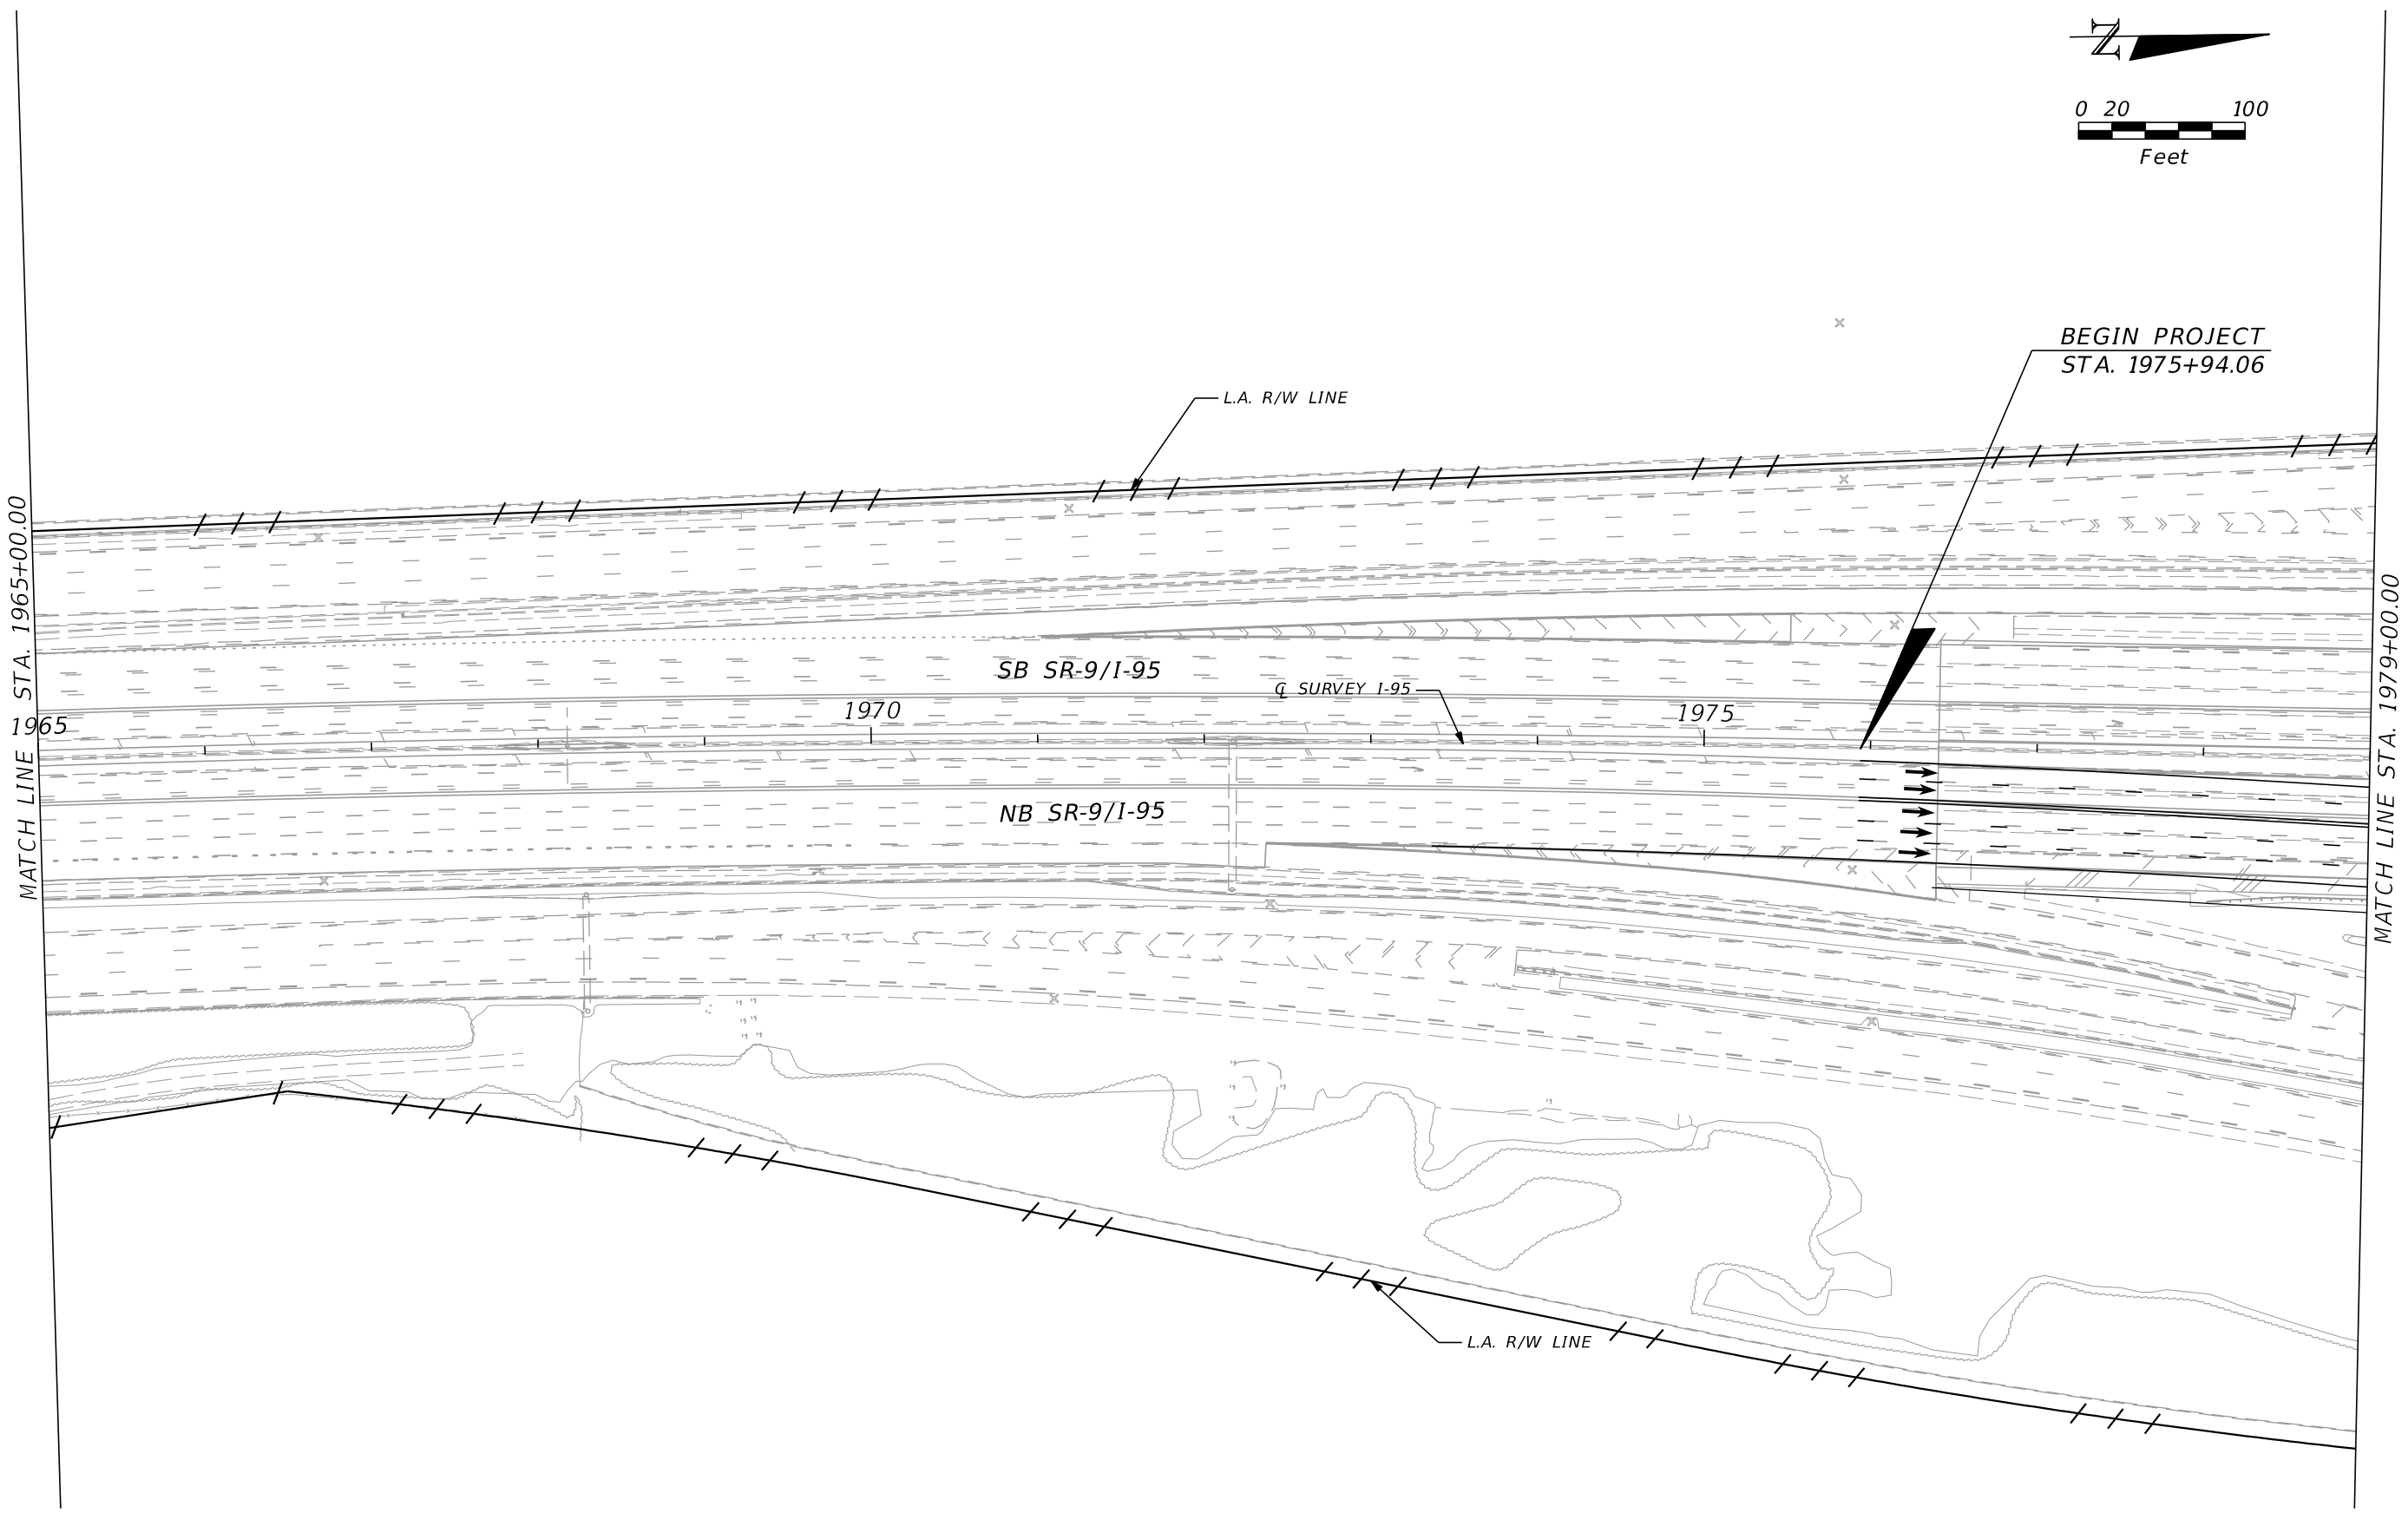 N
0 20 100
Feet
BEGIN PROJECT
STA. 1975+94.06
L.A. R/W LINE
MATCH LINE STA. 1965+00.00
MATCH LINE STA. 1979+00.00
SB SR-9/I-95
℄ SURVEY I-95
1965
1970
1975
NB SR-9/I-95
L.A. R/W LINE